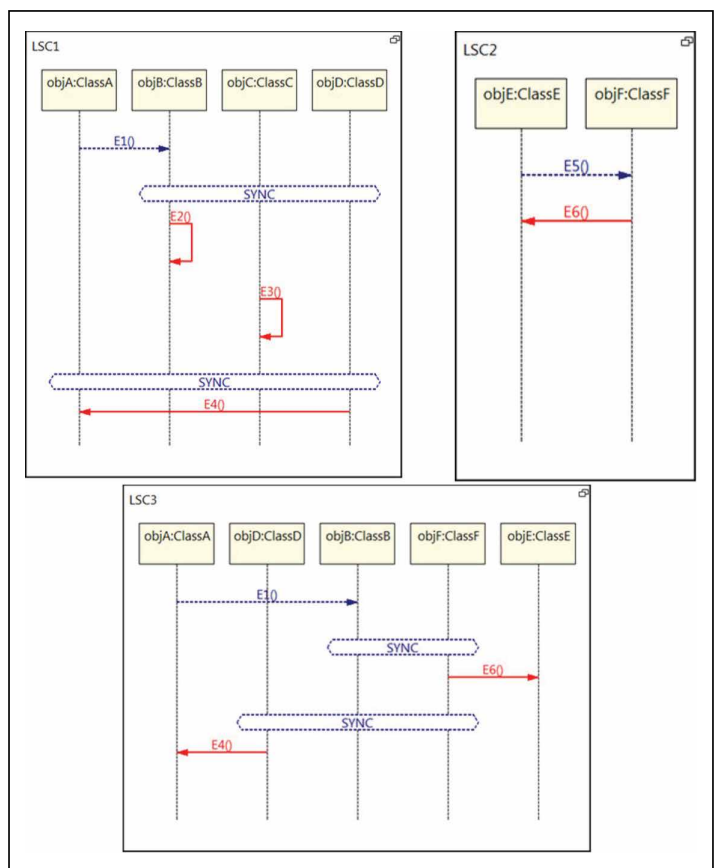 LSC1
objA:ClassA objB:ClassB objC:ClassC objD:ClassD
E1()
SYNC
E2()
E3()
SYNC
E4()
LSC2
objE:ClassE objF:ClassF
E5()
E6()
LSC3
objA:ClassA objD:ClassD objB:ClassB objF:ClassF objE:ClassE
E1()
SYNC
E6()
SYNC
E4()